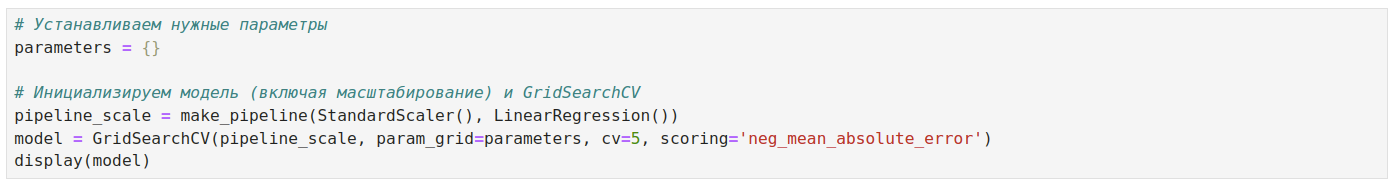 # Устанавливаем нужные параметры
parameters = {}
# Инициализируем модель (включая масштабирование) и GridSearchCV
pipeline_scale = make_pipeline(StandardScaler(), LinearRegression())
model = GridSearchCV(pipeline_scale, param_grid=parameters, cv=5, scoring='neg_mean_absolute_error')
display(model)